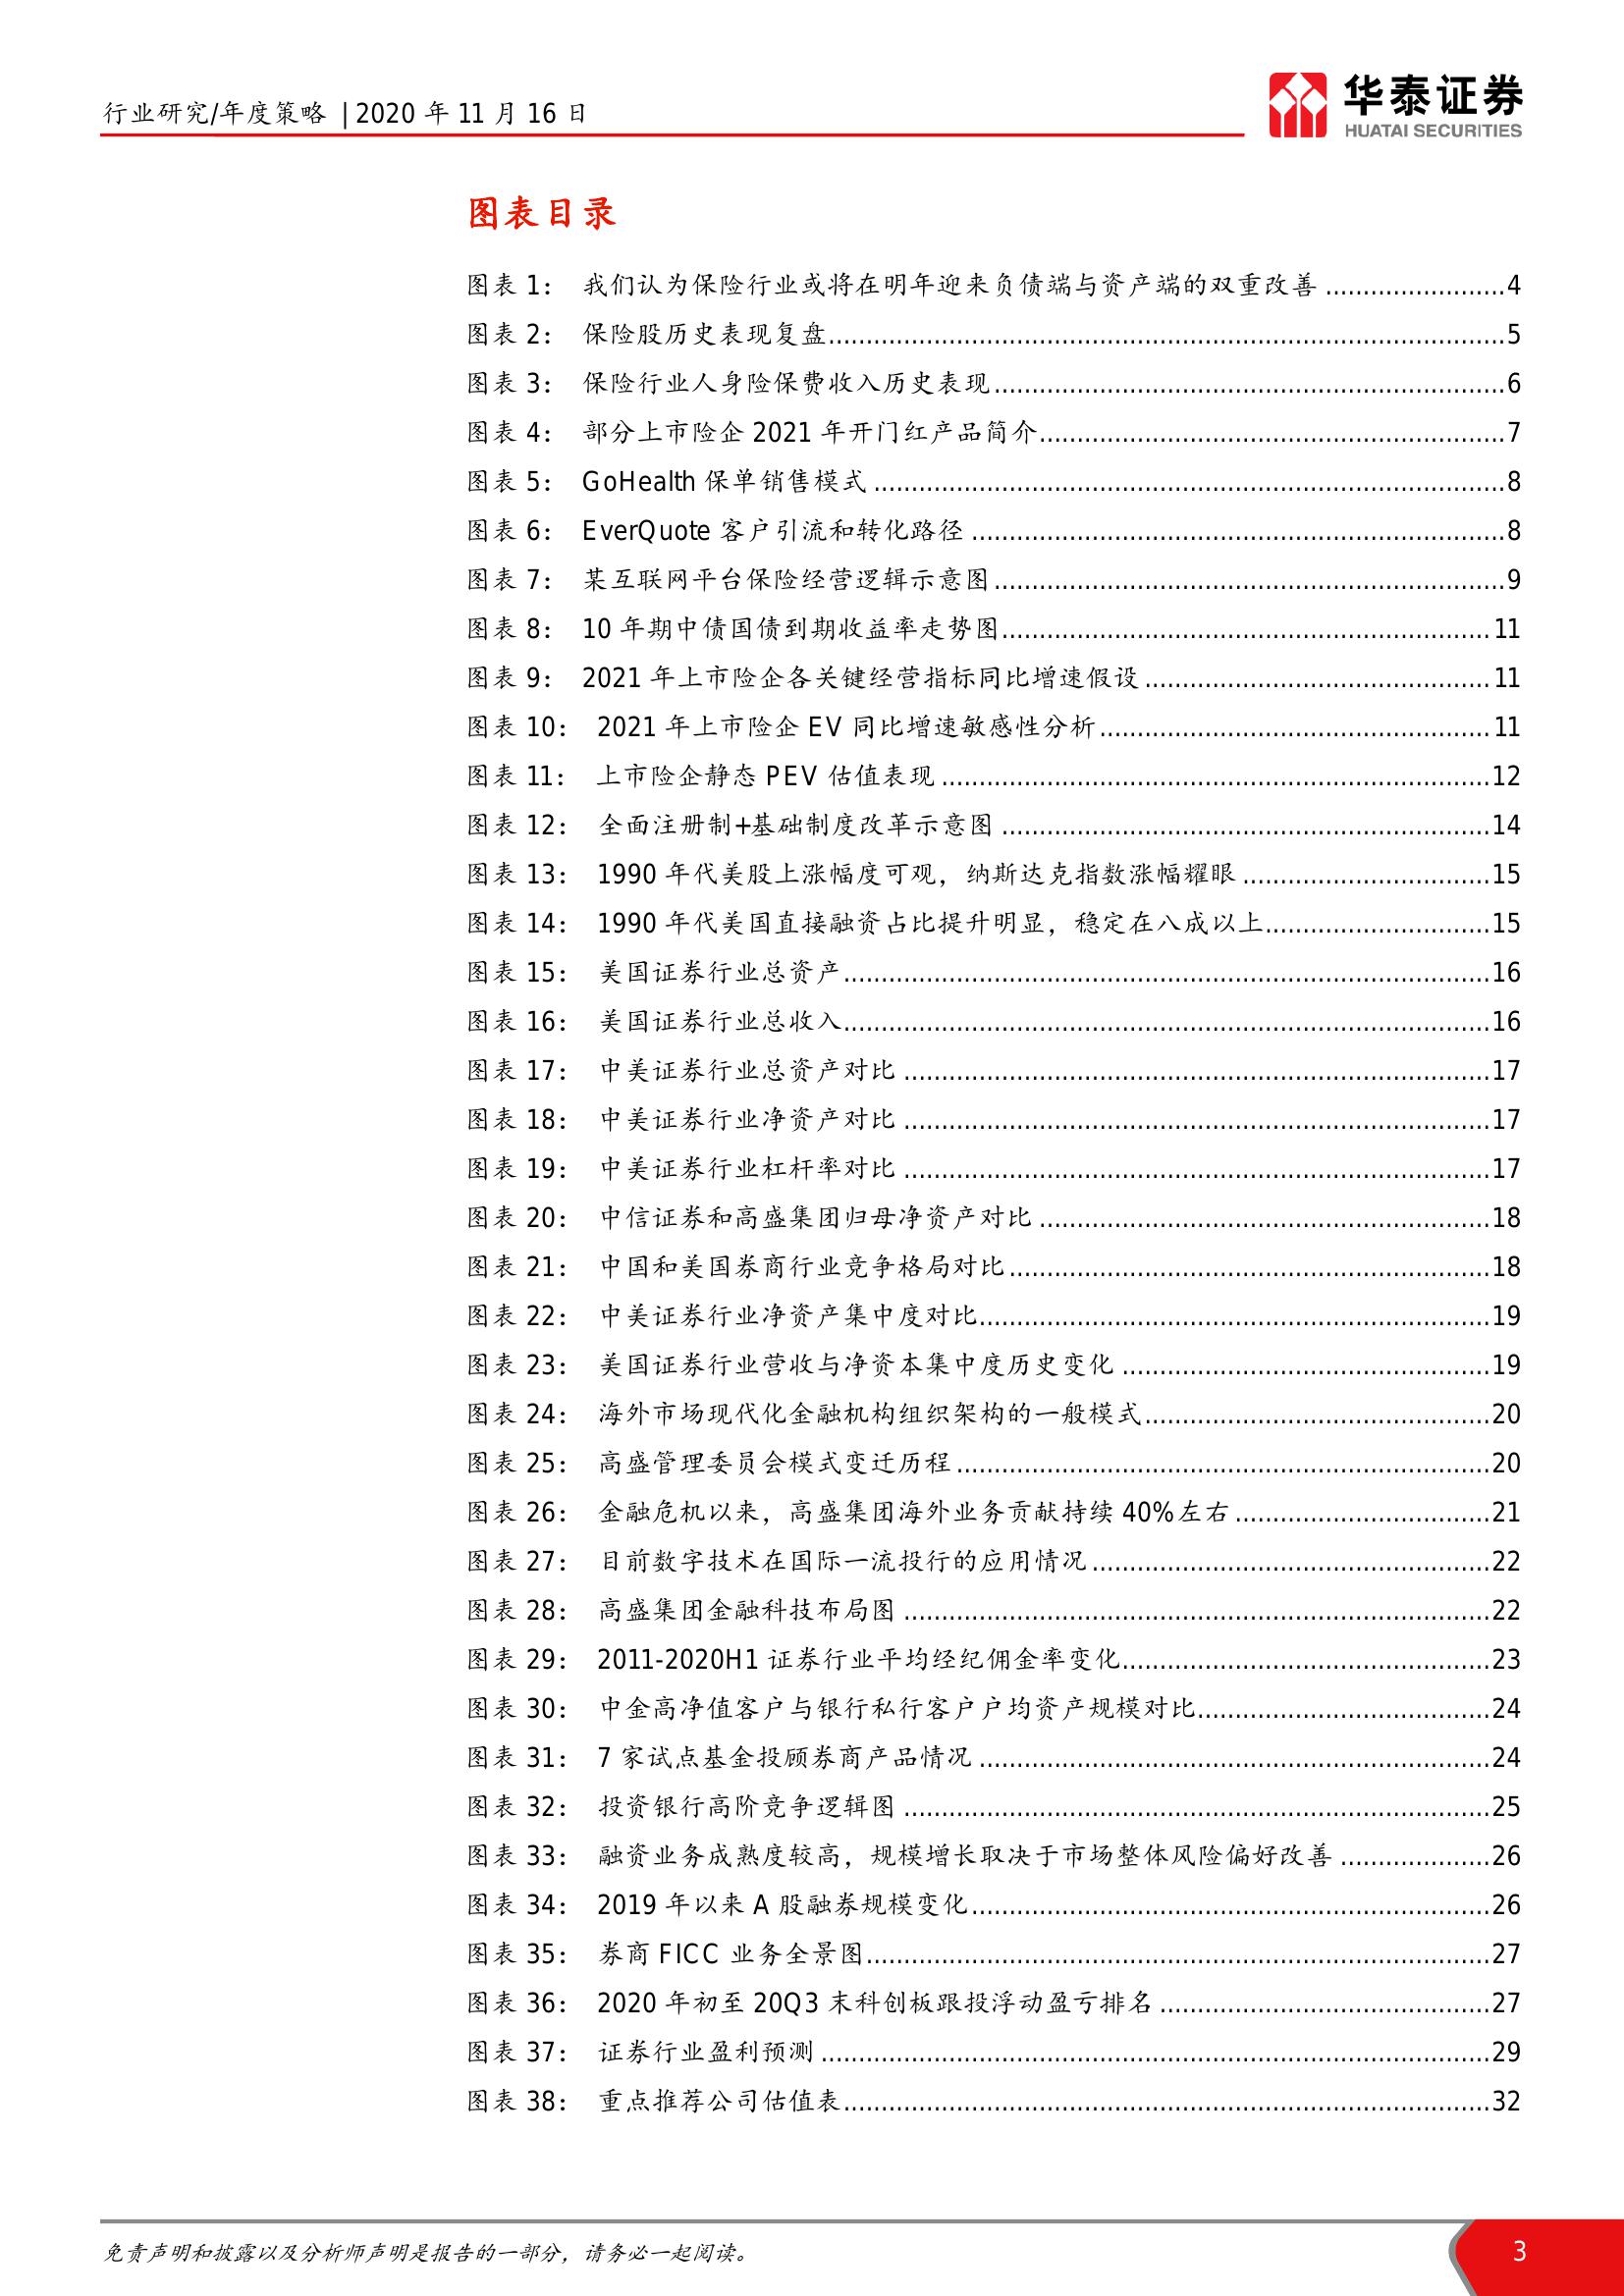 行业研究/年度策略 | 2020 年 11 月 16 日
华泰证券
HUATAI SECURITIES
图表目录
图表 1： 我们认为保险行业或将在明年迎来负债端与资产端的双重改善 ........................4
图表 2： 保险股历史表现复盘..........................................................................................5
图表 3： 保险行业人身险保费收入历史表现....................................................................6
图表 4： 部分上市险企 2021 年开门红产品简介..............................................................7
图表 5： GoHealth 保单销售模式 ....................................................................................8
图表 6： EverQuote 客户引流和转化路径 .......................................................................8
图表 7： 某互联网平台保险经营逻辑示意图....................................................................9
图表 8： 10 年期中债国债到期收益率走势图.................................................................11
图表 9： 2021 年上市险企各关键经营指标同比增速假设 ..............................................11
图表 10： 2021 年上市险企 EV 同比增速敏感性分析....................................................11
图表 11： 上市险企静态 PEV 估值表现 .........................................................................12
图表 12： 全面注册制+基础制度改革示意图 .................................................................14
图表 13： 1990 年代美股上涨幅度可观，纳斯达克指数涨幅耀眼 .................................15
图表 14： 1990 年代美国直接融资占比提升明显，稳定在八成以上..............................15
图表 15： 美国证券行业总资产......................................................................................16
图表 16： 美国证券行业总收入......................................................................................16
图表 17： 中美证券行业总资产对比 ..............................................................................17
图表 18： 中美证券行业净资产对比 ..............................................................................17
图表 19： 中美证券行业杠杆率对比 ..............................................................................17
图表 20： 中信证券和高盛集团归母净资产对比 ............................................................18
图表 21： 中国和美国券商行业竞争格局对比................................................................18
图表 22： 中美证券行业净资产集中度对比....................................................................19
图表 23： 美国证券行业营收与净资本集中度历史变化 .................................................19
图表 24： 海外市场现代化金融机构组织架构的一般模式..............................................20
图表 25： 高盛管理委员会模式变迁历程 .......................................................................20
图表 26： 金融危机以来，高盛集团海外业务贡献持续 40%左右 ..................................21
图表 27： 目前数字技术在国际一流投行的应用情况 .....................................................22
图表 28： 高盛集团金融科技布局图 ..............................................................................22
图表 29： 2011-2020H1 证券行业平均经纪佣金率变化.................................................23
图表 30： 中金高净值客户与银行私行客户户均资产规模对比.......................................24
图表 31： 7 家试点基金投顾券商产品情况 ....................................................................24
图表 32： 投资银行高阶竞争逻辑图 ..............................................................................25
图表 33： 融资业务成熟度较高，规模增长取决于市场整体风险偏好改善 ....................26
图表 34： 2019 年以来 A 股融券规模变化.....................................................................26
图表 35： 券商 FICC 业务全景图...................................................................................27
图表 36： 2020 年初至 20Q3 末科创板跟投浮动盈亏排名 ............................................27
图表 37： 证券行业盈利预测 .........................................................................................29
图表 38： 重点推荐公司估值表......................................................................................32
免责声明和披露以及分析师声明是报告的一部分，请务必一起阅读。
3